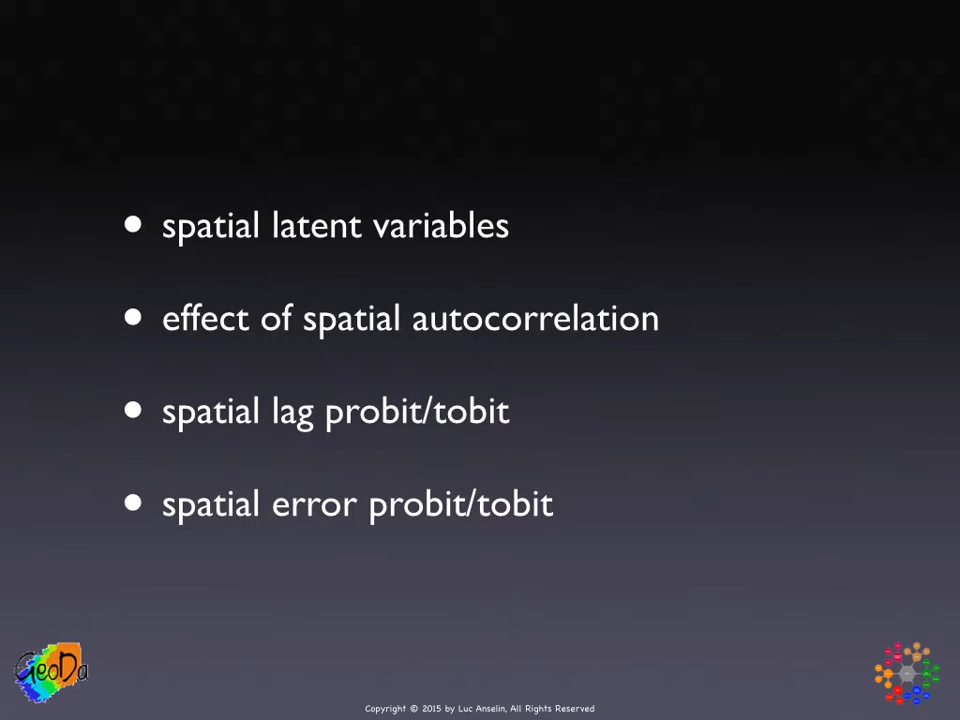 • spatial latent variables
• effect of spatial autocorrelation
• spatial lag probit/tobit
• spatial error probit/tobit
GeoDa
Copyright © 2015 by Luc Anselin, All Rights Reserved